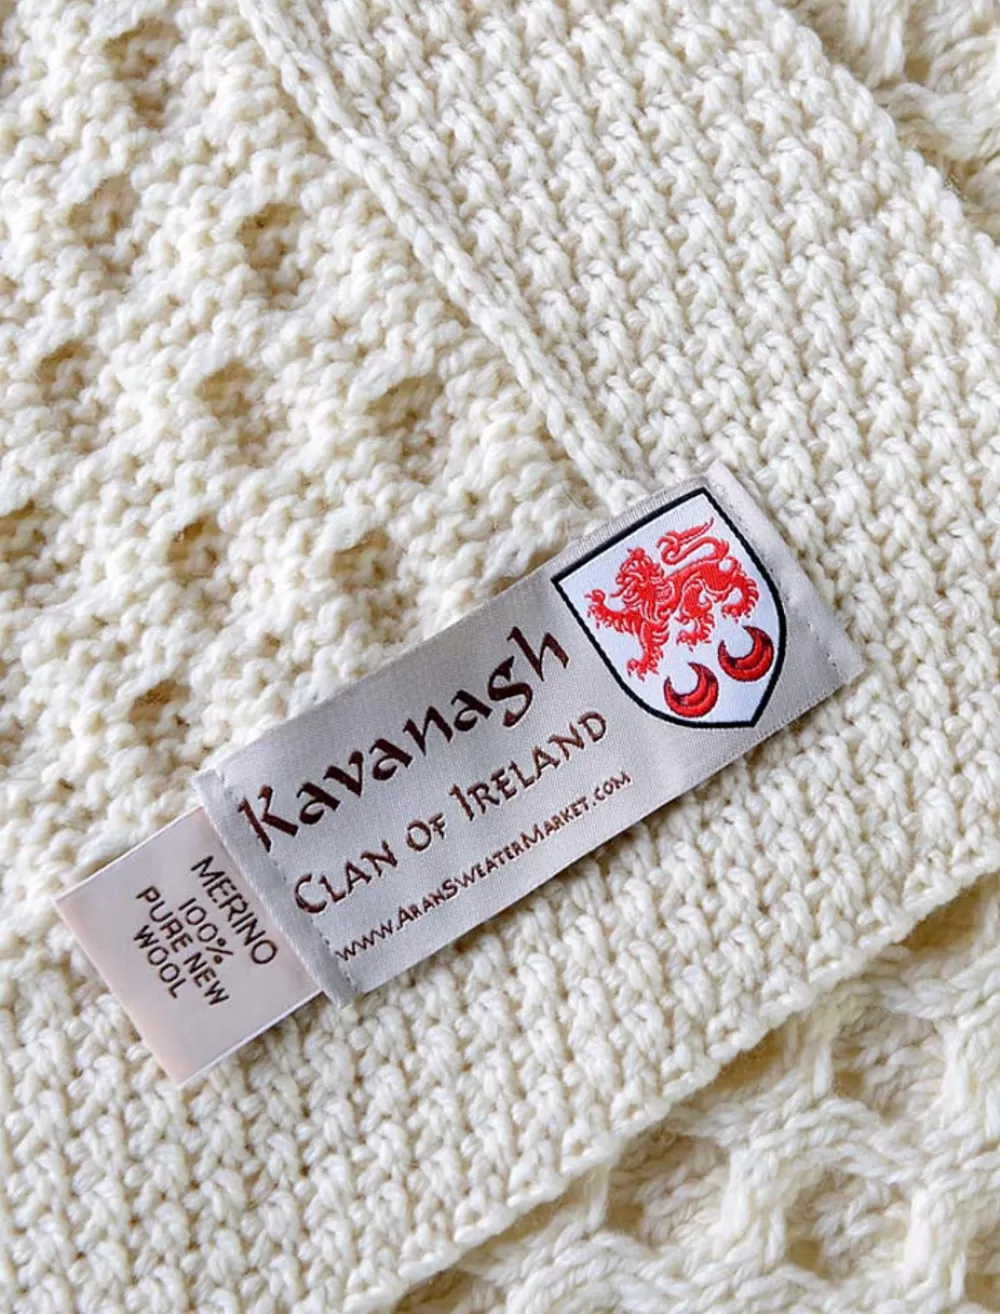 Kavanagh
CLAN OF IRELAND
WWW.ARANSWEATERMARKET.COM
MERINO
100%
PURE NEW
WOOL